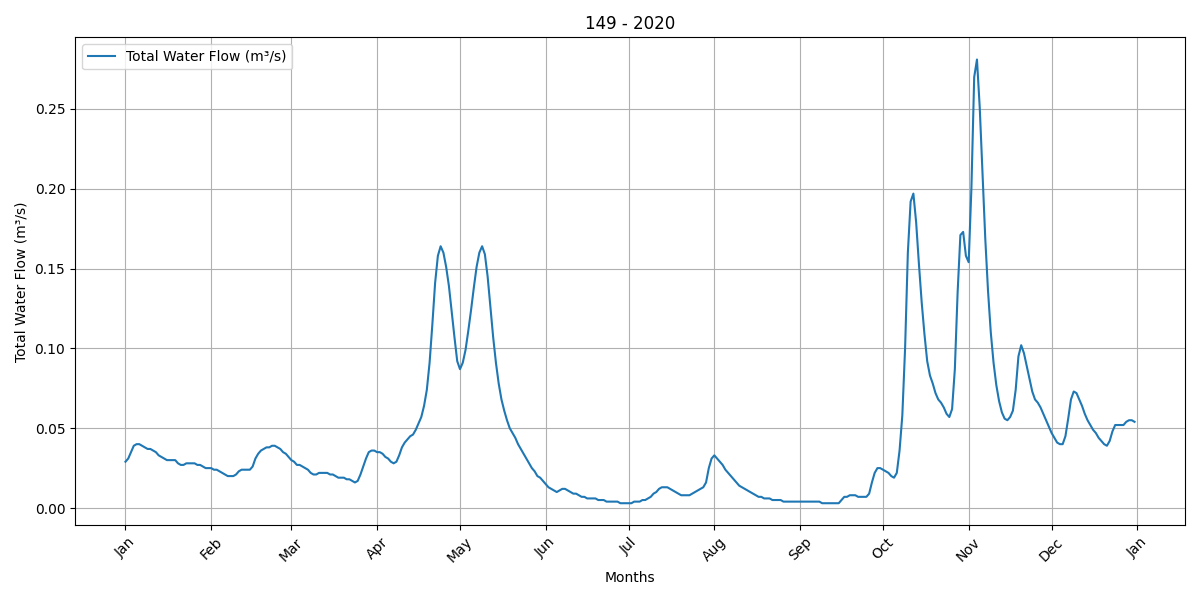 149 - 2020
Total Water Flow (m³/s)
Total Water Flow (m³/s)
0.25
0.20
0.15
0.10
0.05
0.00
Jan
Feb
Mar
Apr
May
Jun
Jul
Aug
Sep
Oct
Nov
Dec
Jan
Months